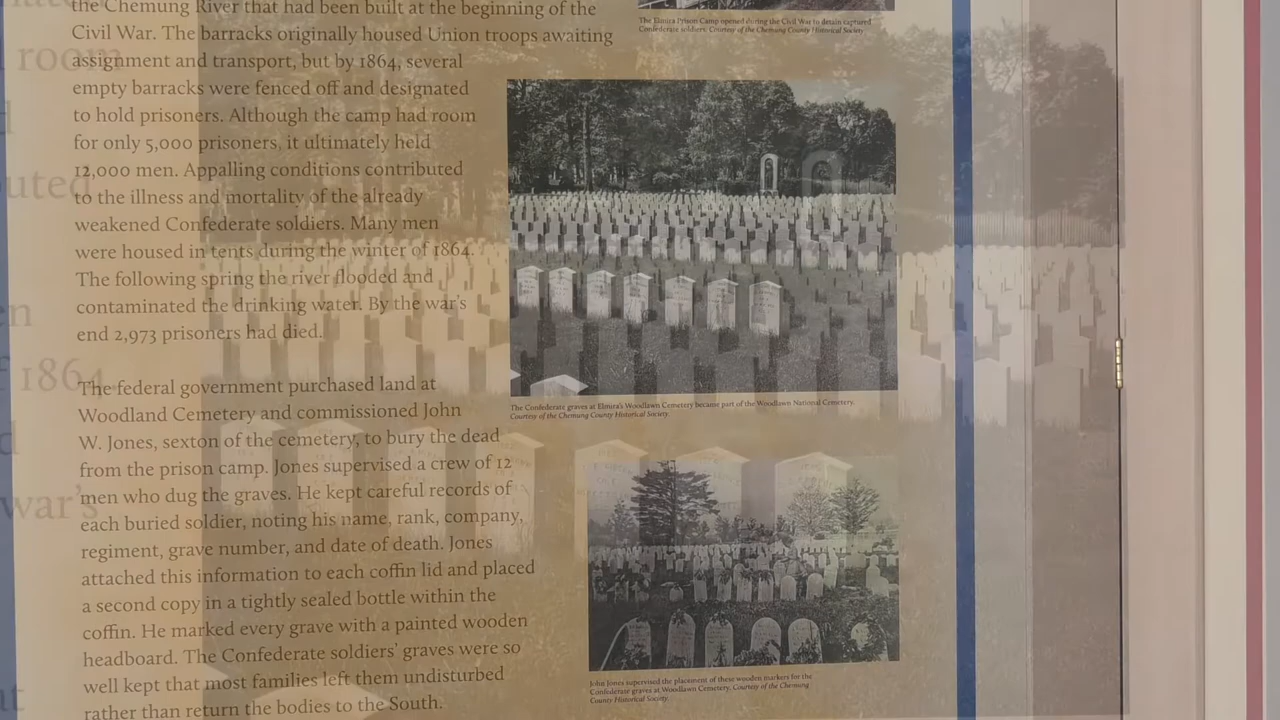 the Chemung River that had been built at the beginning of the
Civil War. The barracks originally housed Union troops awaiting
assignment and transport, but by 1864, several
empty barracks were fenced off and designated
to hold prisoners. Although the camp had room
for only 5,000 prisoners, it ultimately held
12,000 men. Appalling conditions contributed
to the illness and mortality of the already
weakened Confederate soldiers. Many men
were housed in tents during the winter of 1864.
The following spring the river flooded and
contaminated the drinking water. By the war's
end 2,973 prisoners had died.
The federal government purchased land at
Woodland Cemetery and commissioned John
W. Jones, sexton of the cemetery, to bury the dead
from the prison camp. Jones supervised a crew of 12
men who dug the graves. He kept careful records of
each buried soldier, noting his name, rank, company,
regiment, grave number, and date of death. Jones
attached this information to each coffin lid and placed
a second copy in a tightly sealed bottle within the
coffin. He marked every grave with a painted wooden
headboard. The Confederate soldiers' graves were so
well kept that most families left them undisturbed
rather than return the bodies to the South.
The Elmira Prison Camp opened during the Civil War to detain captured
Confederate soldiers. Courtesy of the Chemung County Historical Society
The Confederate graves at Elmira's Woodlawn Cemetery became part of the Woodlawn National Cemetery.
Courtesy of the Chemung County Historical Society.
John Jones supervised the placement of these wooden markers for the
Confederate graves at Woodlawn Cemetery. Courtesy of the Chemung
County Historical Society.
room
uted
1864
war's